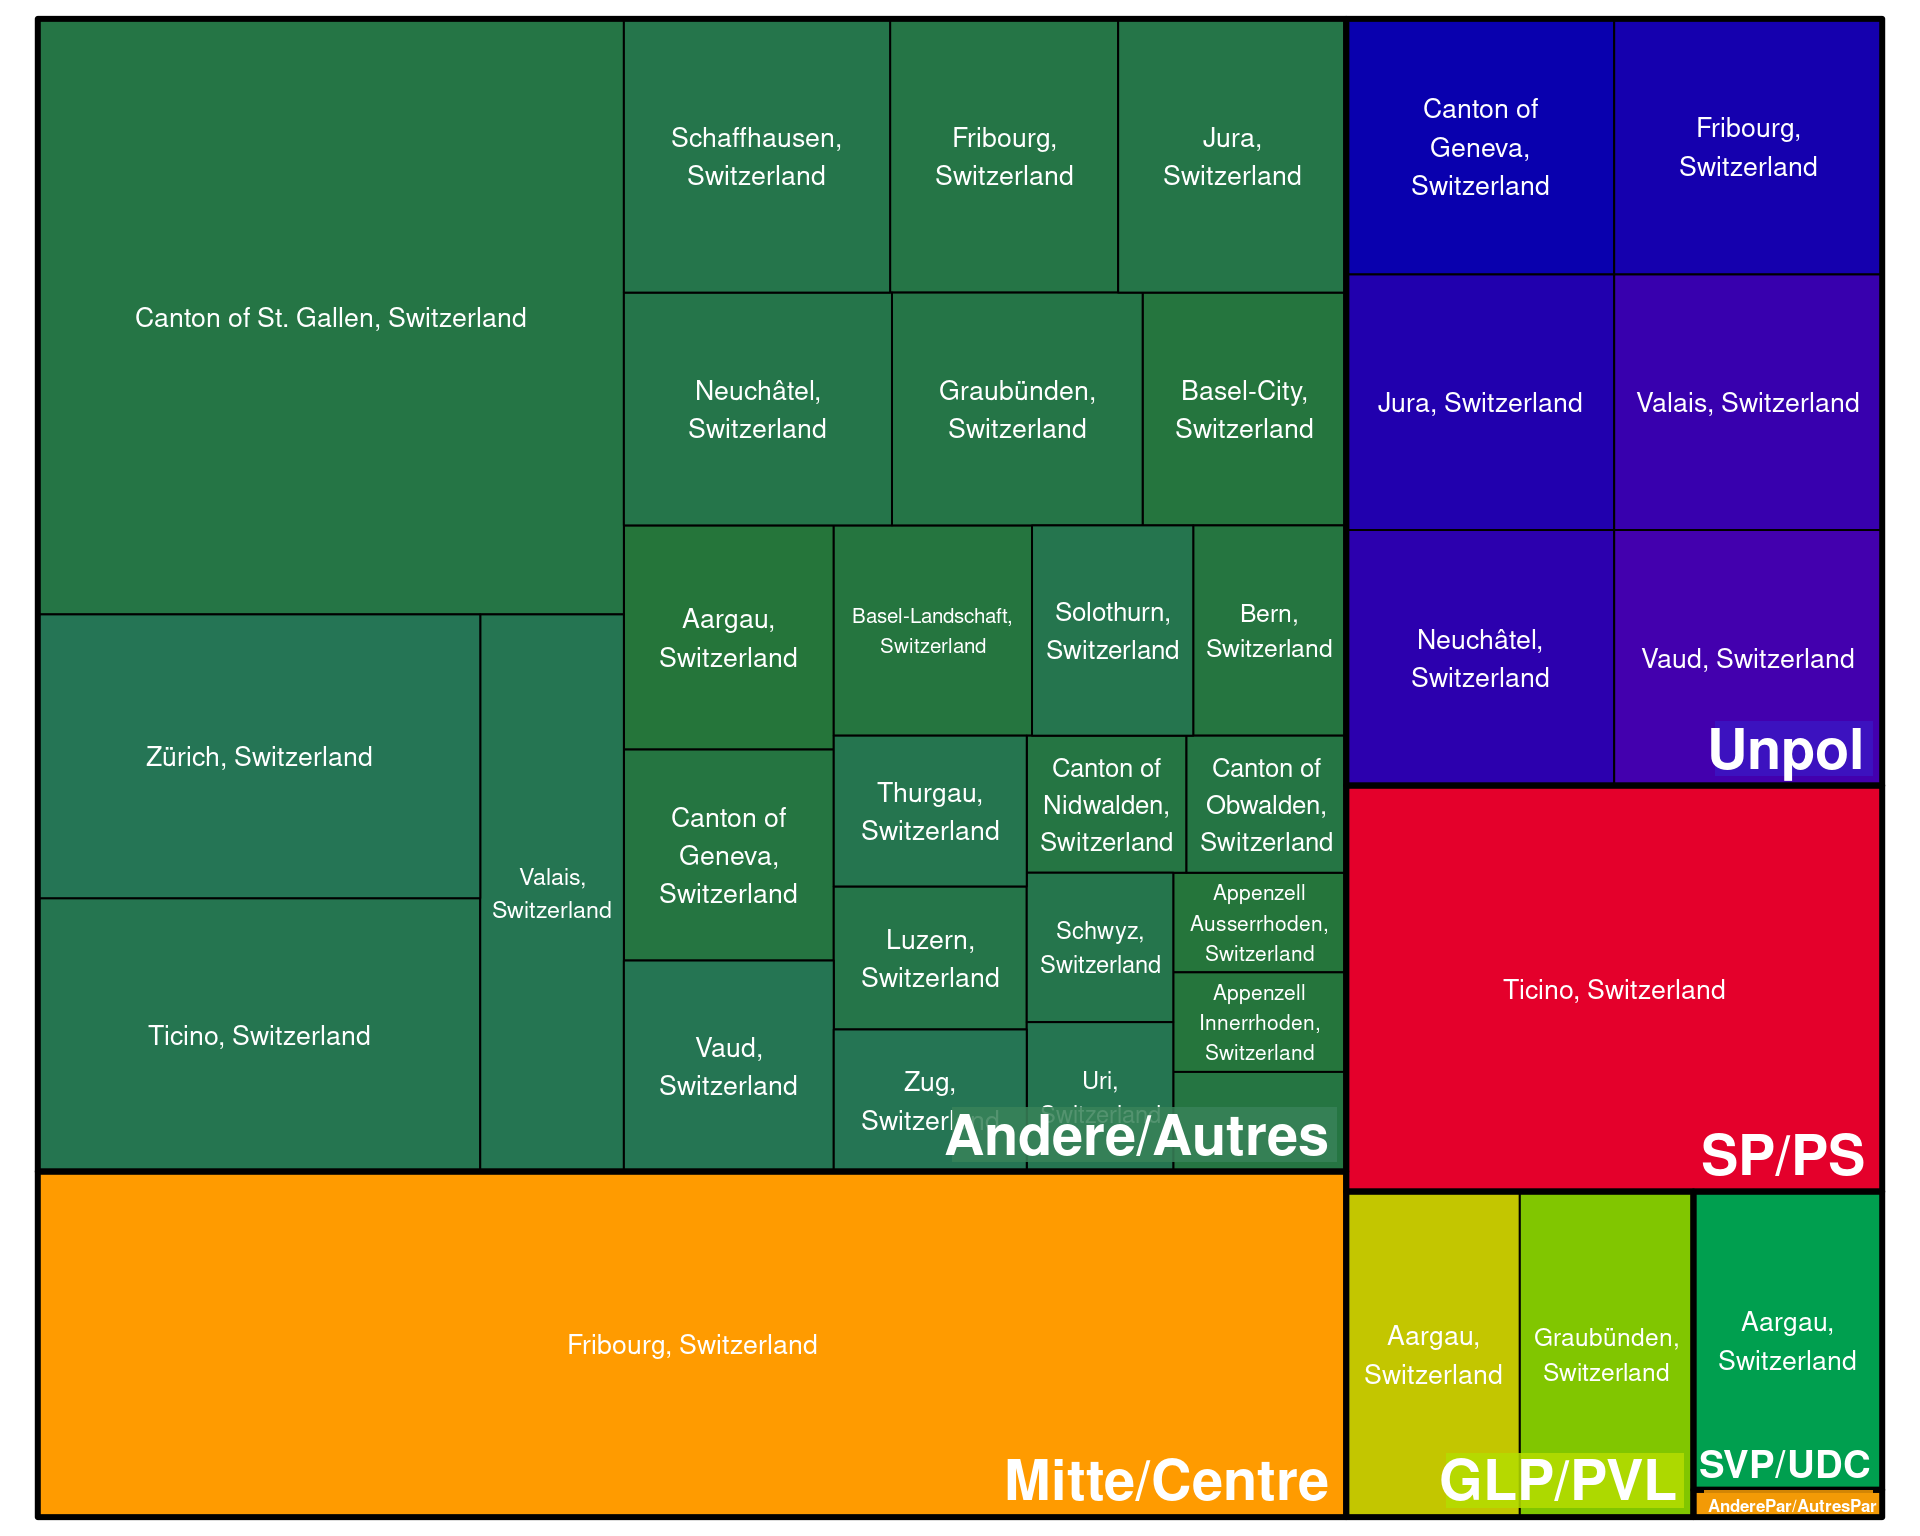 Canton of St. Gallen, Switzerland
Schaffhausen,
Switzerland
Fribourg,
Switzerland
Jura,
Switzerland
Neuchâtel,
Switzerland
Graubünden,
Switzerland
Basel-City,
Switzerland
Zürich, Switzerland
Ticino, Switzerland
Valais,
Switzerland
Aargau,
Switzerland
Basel-Landschaft,
Switzerland
Solothurn,
Switzerland
Bern,
Switzerland
Canton of
Geneva,
Switzerland
Vaud,
Switzerland
Thurgau,
Switzerland
Canton of
Nidwalden,
Switzerland
Canton of
Obwalden,
Switzerland
Luzern,
Switzerland
Schwyz,
Switzerland
Appenzell
Ausserrhoden,
Switzerland
Appenzell
Innerrhoden,
Switzerland
Zug,
Switzerland
Uri,
Switzerland
Andere/Autres
Fribourg, Switzerland
Mitte/Centre
Canton of
Geneva,
Switzerland
Fribourg,
Switzerland
Jura, Switzerland
Valais, Switzerland
Neuchâtel,
Switzerland
Vaud, Switzerland
Unpol
Ticino, Switzerland
SP/PS
Aargau,
Switzerland
Graubünden,
Switzerland
GLP/PVL
Aargau,
Switzerland
SVP/UDC
AnderePar/AutresPar